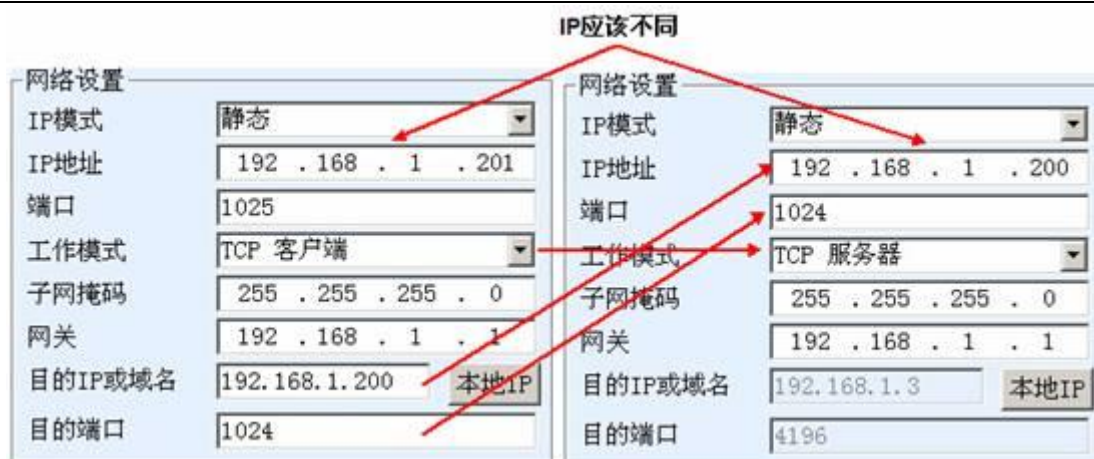 IP应该不同
网络设置
IP模式 静态
IP地址 192 . 168 . 1 . 201
端口 1025
工作模式 TCP 客户端
子网掩码 255 . 255 . 255 . 0
网关 192 . 168 . 1 . 1
目的IP或域名 192.168.1.200 本地IP
目的端口 1024
网络设置
IP模式 静态
IP地址 192 . 168 . 1 . 200
端口 1024
工作模式 TCP 服务器
子网掩码 255 . 255 . 255 . 0
网关 192 . 168 . 1 . 1
目的IP或域名 192.168.1.3 本地IP
目的端口 4196